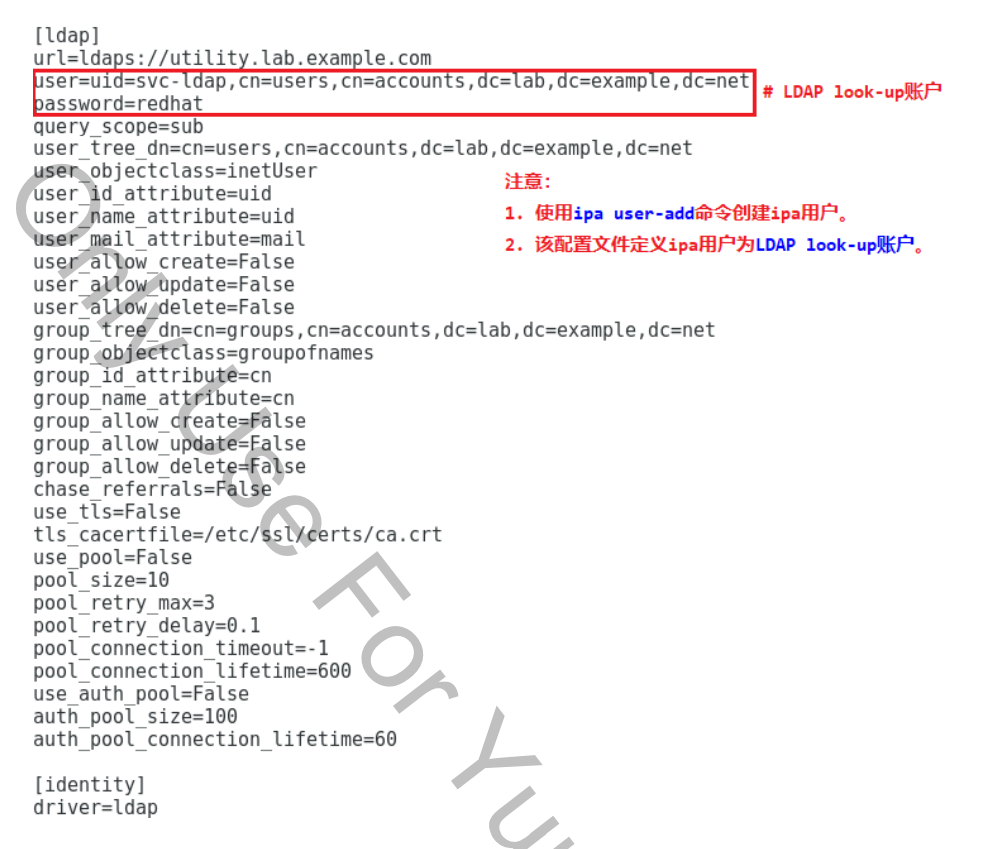 [ldap]
url=ldaps://utility.lab.example.com
user=uid=svc-ldap,cn=users,cn=accounts,dc=lab,dc=example,dc=net
password=redhat
# LDAP look-up账户
query_scope=sub
user_tree_dn=cn=users,cn=accounts,dc=lab,dc=example,dc=net
user_objectclass=inetUser
user_id_attribute=uid
user_name_attribute=uid
user_mail_attribute=mail
user_allow_create=False
user_allow_update=False
user_allow_delete=False
注意:
1. 使用ipa user-add命令创建ipa用户。
2. 该配置文件定义ipa用户为LDAP look-up账户。
group_tree_dn=cn=groups,cn=accounts,dc=lab,dc=example,dc=net
group_objectclass=groupofnames
group_id_attribute=cn
group_name_attribute=cn
group_allow_create=False
group_allow_update=False
group_allow_delete=False
chase_referrals=False
use_tls=False
tls_cacertfile=/etc/ssl/certs/ca.crt
use_pool=False
pool_size=10
pool_retry_max=3
pool_retry_delay=0.1
pool_connection_timeout=-1
pool_connection_lifetime=600
use_auth_pool=False
auth_pool_size=100
auth_pool_connection_lifetime=60
[identity]
driver=ldap
Only Use For